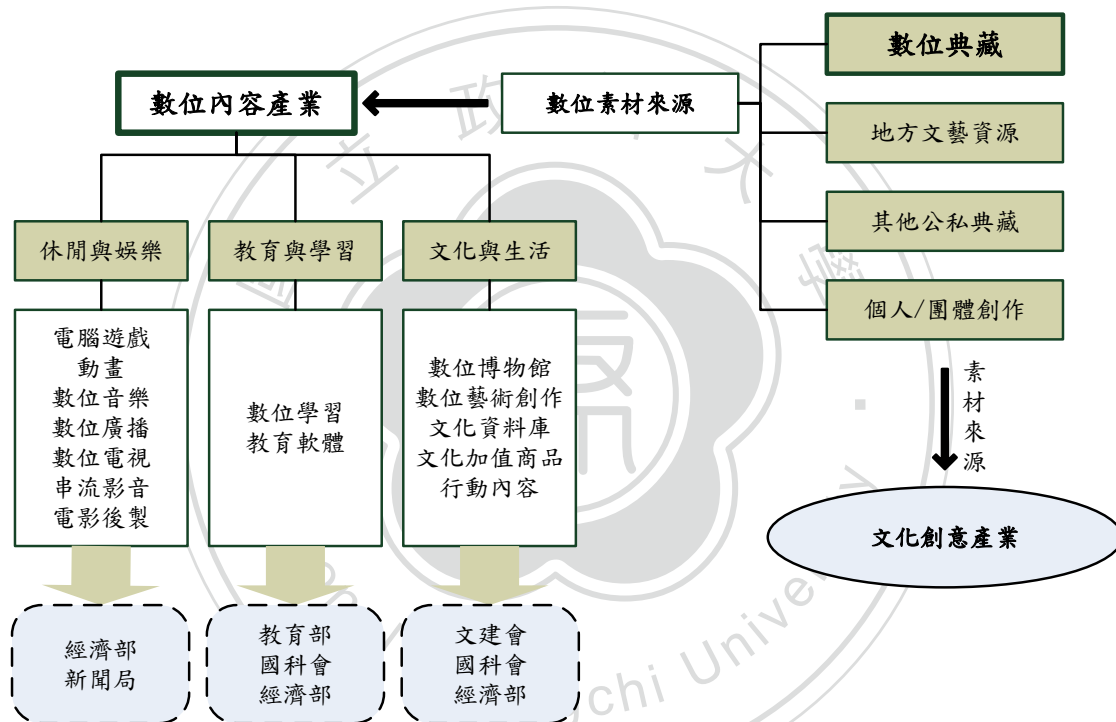 數位典藏
數位內容產業
數位素材來源
地方文藝資源
其他公私典藏
個人/團體創作
休閒與娛樂
教育與學習
文化與生活
電腦遊戲
動畫
數位音樂
數位廣播
數位電視
串流影音
電影後製
數位學習
教育軟體
數位博物館
數位藝術創作
文化資料庫
文化加值商品
行動內容
素材來源
文化創意產業
經濟部
新聞局
教育部
國科會
經濟部
文建會
國科會
經濟部
立 政 大 學
chi Univer